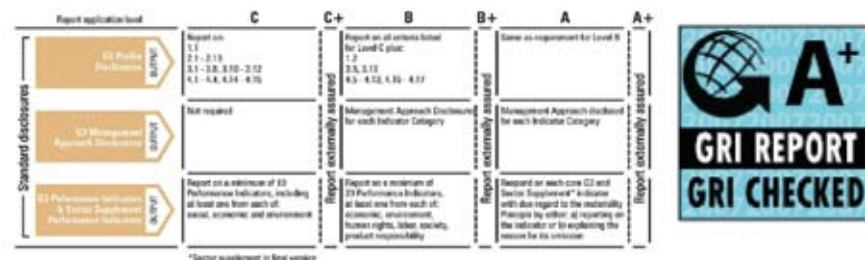 Report application level
C
C+
B
B+
A
A+
Standard disclosures
G3 Profile
Disclosures
OUTPUT
Report on:
1.1
2.1 - 2.10
3.1 - 3.8, 3.10 - 3.12
4.1 - 4.4, 4.14 - 4.15
Report on all criteria listed
for Level C plus:
1.2
3.9, 3.13
4.5 - 4.13, 4.16 - 4.17
Same as requirement for Level B
G3 Management
Approach Disclosures
OUTPUT
Not required
Management Approach Disclosures
for each Indicator Category
Management Approach disclosed
for each Indicator Category
G3 Performance Indicators
& Sector Supplement
Performance Indicators
OUTPUT
Report on a minimum of 
Performance Indicators, including
at least one from each of:
social, economic and environment
Report on a minimum of
Performance Indicators,
at least one from each of:
economic, environment,
human rights, labor, society,
product responsibility
Respond on each core G3 and
Sector Supplement* indicator
with due regard to the materiality
Principle by either: a) reporting on
the indicator or b) explaining the
reason for its omission
Report externally assured
Report externally assured
Report externally assured
*Sector supplement in final version
A+
GRI REPORT
GRI CHECKED